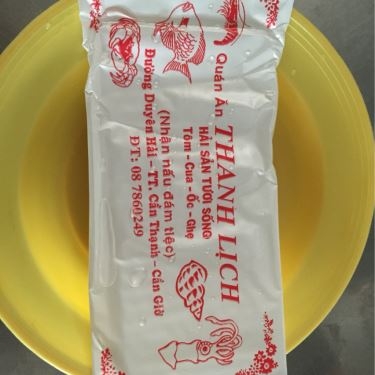 Quán Ăn
THANH LỊCH
HẢI SẢN TƯƠI SỐNG
Tôm - Cua - Ốc - Ghẹ
(Nhận nấu đám tiệc)
Đường Duyên Hải - TT. Cần Thạnh - Cần Giờ
ĐT: 08 7860249